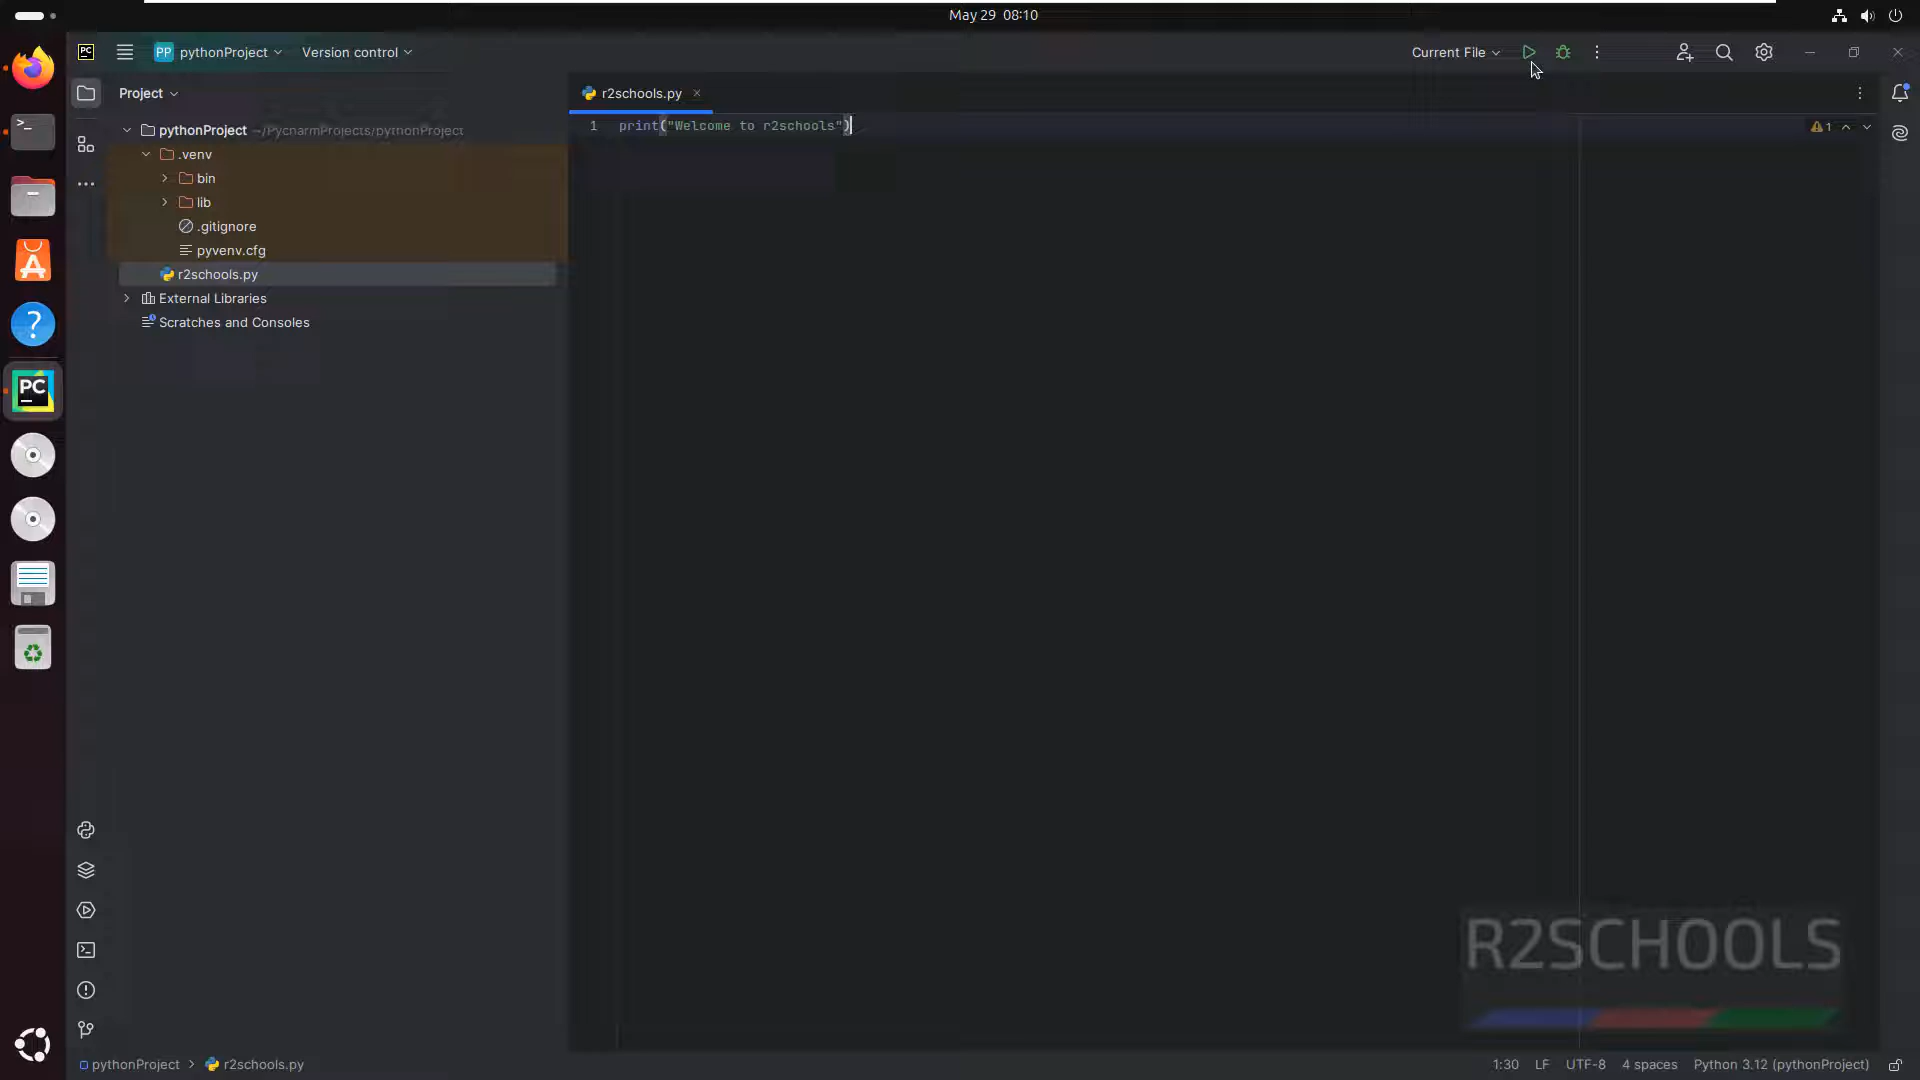 May 29 08:10
PC
PP pythonProject
Version control
Current File
Project
r2schools.py
pythonProject ~/PycharmProjects/pythonProject
1 print("Welcome to r2schools")
1
.venv
bin
lib
.gitignore
pyvenv.cfg
r2schools.py
External Libraries
Scratches and Consoles
PC
R2SCHOOLS
pythonProject > r2schools.py
1:30 LF UTF-8 4 spaces Python 3.12 (pythonProject)